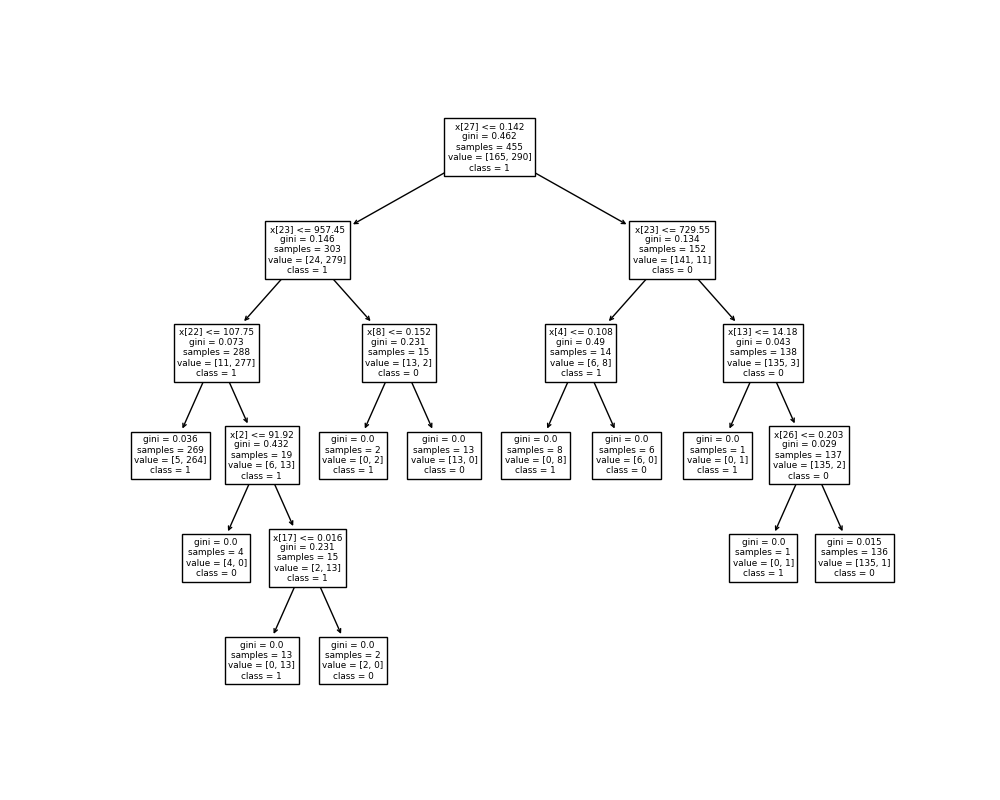 x[27] <= 0.142
gini = 0.462
samples = 455
value = [165, 290]
class = 1
x[23] <= 957.45
gini = 0.146
samples = 303
value = [24, 279]
class = 1
x[23] <= 729.55
gini = 0.134
samples = 152
value = [141, 11]
class = 0
x[22] <= 107.75
gini = 0.073
samples = 288
value = [11, 277]
class = 1
x[8] <= 0.152
gini = 0.231
samples = 15
value = [13, 2]
class = 0
x[4] <= 0.108
gini = 0.49
samples = 14
value = [6, 8]
class = 1
x[13] <= 14.18
gini = 0.043
samples = 138
value = [135, 3]
class = 0
gini = 0.036
samples = 269
value = [5, 264]
class = 1
x[2] <= 91.92
gini = 0.432
samples = 19
value = [6, 13]
class = 1
gini = 0.0
samples = 2
value = [0, 2]
class = 1
gini = 0.0
samples = 13
value = [13, 0]
class = 0
gini = 0.0
samples = 8
value = [0, 8]
class = 1
gini = 0.0
samples = 6
value = [6, 0]
class = 0
gini = 0.0
samples = 1
value = [0, 1]
class = 1
x[26] <= 0.203
gini = 0.029
samples = 137
value = [135, 2]
class = 0
gini = 0.0
samples = 4
value = [4, 0]
class = 0
x[17] <= 0.016
gini = 0.231
samples = 15
value = [2, 13]
class = 1
gini = 0.0
samples = 1
value = [0, 1]
class = 1
gini = 0.015
samples = 136
value = [135, 1]
class = 0
gini = 0.0
samples = 13
value = [0, 13]
class = 1
gini = 0.0
samples = 2
value = [2, 0]
class = 0